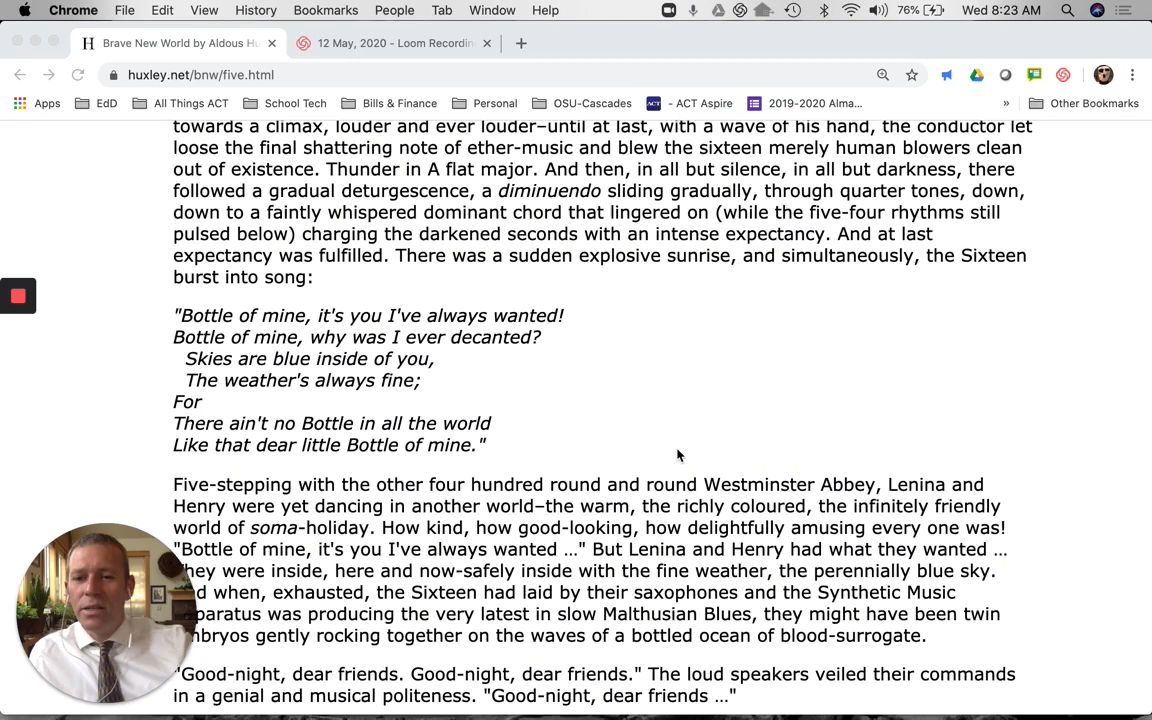 Chrome File Edit View History Bookmarks People Tab Window Help 76% Wed 8:23 AM
H Brave New World by Aldous Hu 12 May, 2020 - Loom Recordin
huxley.net/bnw/five.html
Apps EdD All Things ACT School Tech Bills & Finance Personal OSU-Cascades ACT - ACT Aspire 2019-2020 Alma... » Other Bookmarks
towards a climax, louder and ever louder–until at last, with a wave of his hand, the conductor let
loose the final shattering note of ether-music and blew the sixteen merely human blowers clean
out of existence. Thunder in A flat major. And then, in all but silence, in all but darkness, there
followed a gradual deturgescence, a diminuendo sliding gradually, through quarter tones, down,
down to a faintly whispered dominant chord that lingered on (while the five-four rhythms still
pulsed below) charging the darkened seconds with an intense expectancy. And at last
expectancy was fulfilled. There was a sudden explosive sunrise, and simultaneously, the Sixteen
burst into song:
"Bottle of mine, it's you I've always wanted!
Bottle of mine, why was I ever decanted?
Skies are blue inside of you,
The weather's always fine;
For
There ain't no Bottle in all the world
Like that dear little Bottle of mine."
Five-stepping with the other four hundred round and round Westminster Abbey, Lenina and
Henry were yet dancing in another world–the warm, the richly coloured, the infinitely friendly
world of soma-holiday. How kind, how good-looking, how delightfully amusing every one was!
"Bottle of mine, it's you I've always wanted …" But Lenina and Henry had what they wanted …
They were inside, here and now-safely inside with the fine weather, the perennially blue sky.
when, exhausted, the Sixteen had laid by their saxophones and the Synthetic Music
was producing the very latest in slow Malthusian Blues, they might have been twin
embryos gently rocking together on the waves of a bottled ocean of blood-surrogate.
"Good-night, dear friends. Good-night, dear friends." The loud speakers veiled their commands
in a genial and musical politeness. "Good-night, dear friends …"